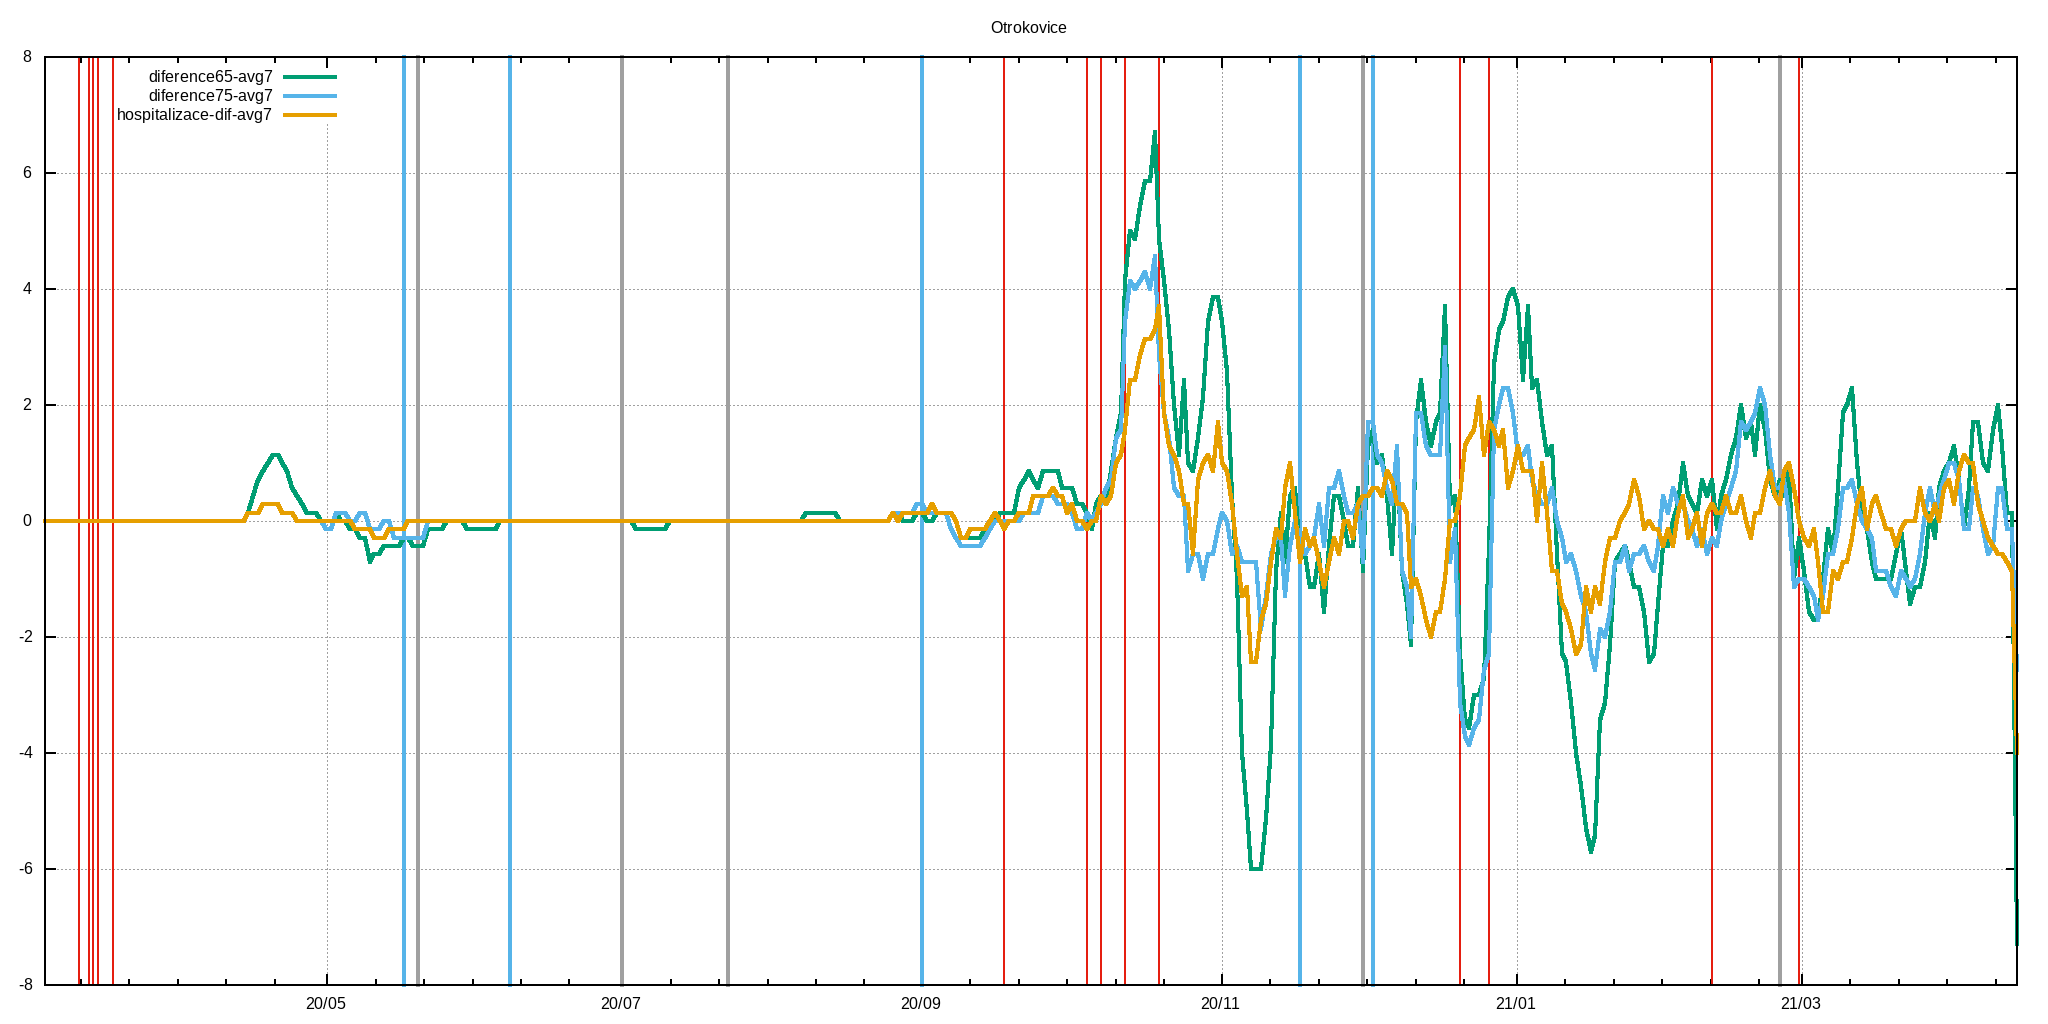 Otrokovice
diference65-avg7
diference75-avg7
hospitalizace-dif-avg7
8
6
4
2
0
-2
-4
-6
-8
20/05 20/07 20/09 20/11 21/01 21/03